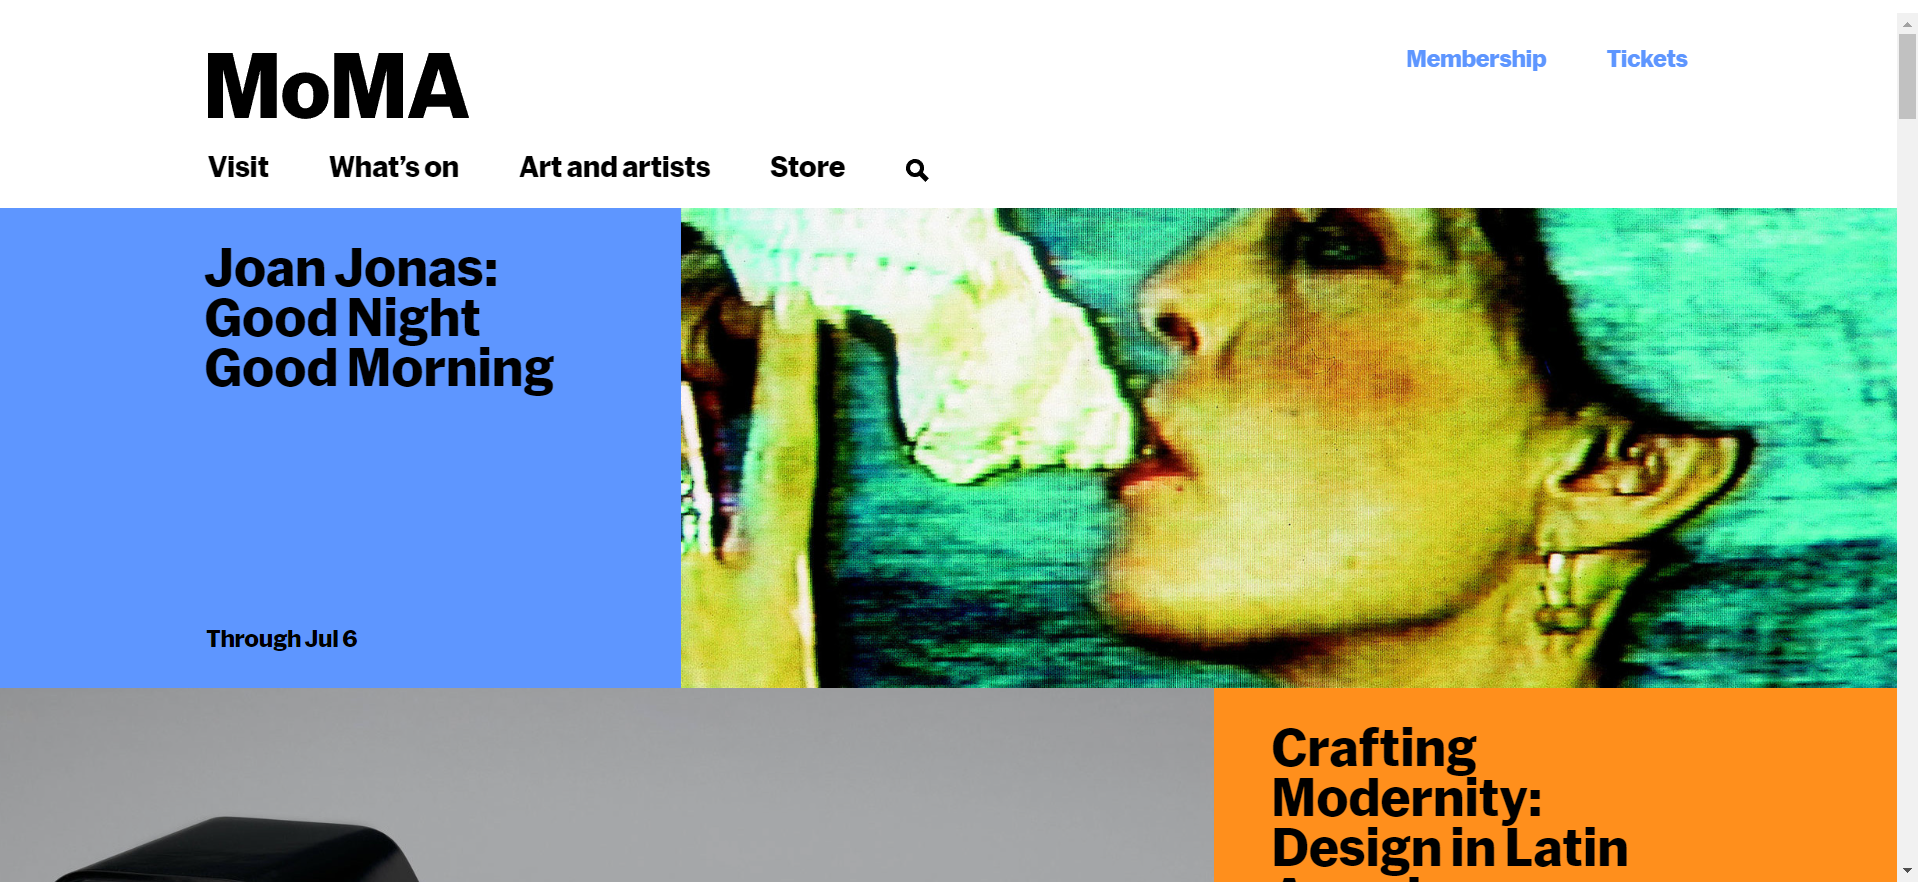 MoMA
Membership
Tickets
Visit
What's on
Art and artists
Store
Joan Jonas:
Good Night
Good Morning
Through Jul 6
Crafting
Modernity:
Design in Latin